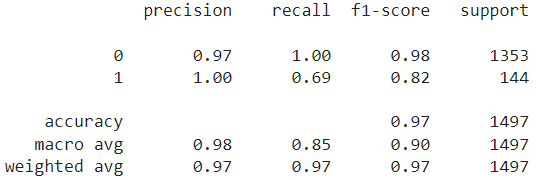 precision recall f1-score support
0 0.97 1.00 0.98 1353
1 1.00 0.69 0.82 144
accuracy 0.97 1497
macro avg 0.98 0.85 0.90 1497
weighted avg 0.97 0.97 0.97 1497